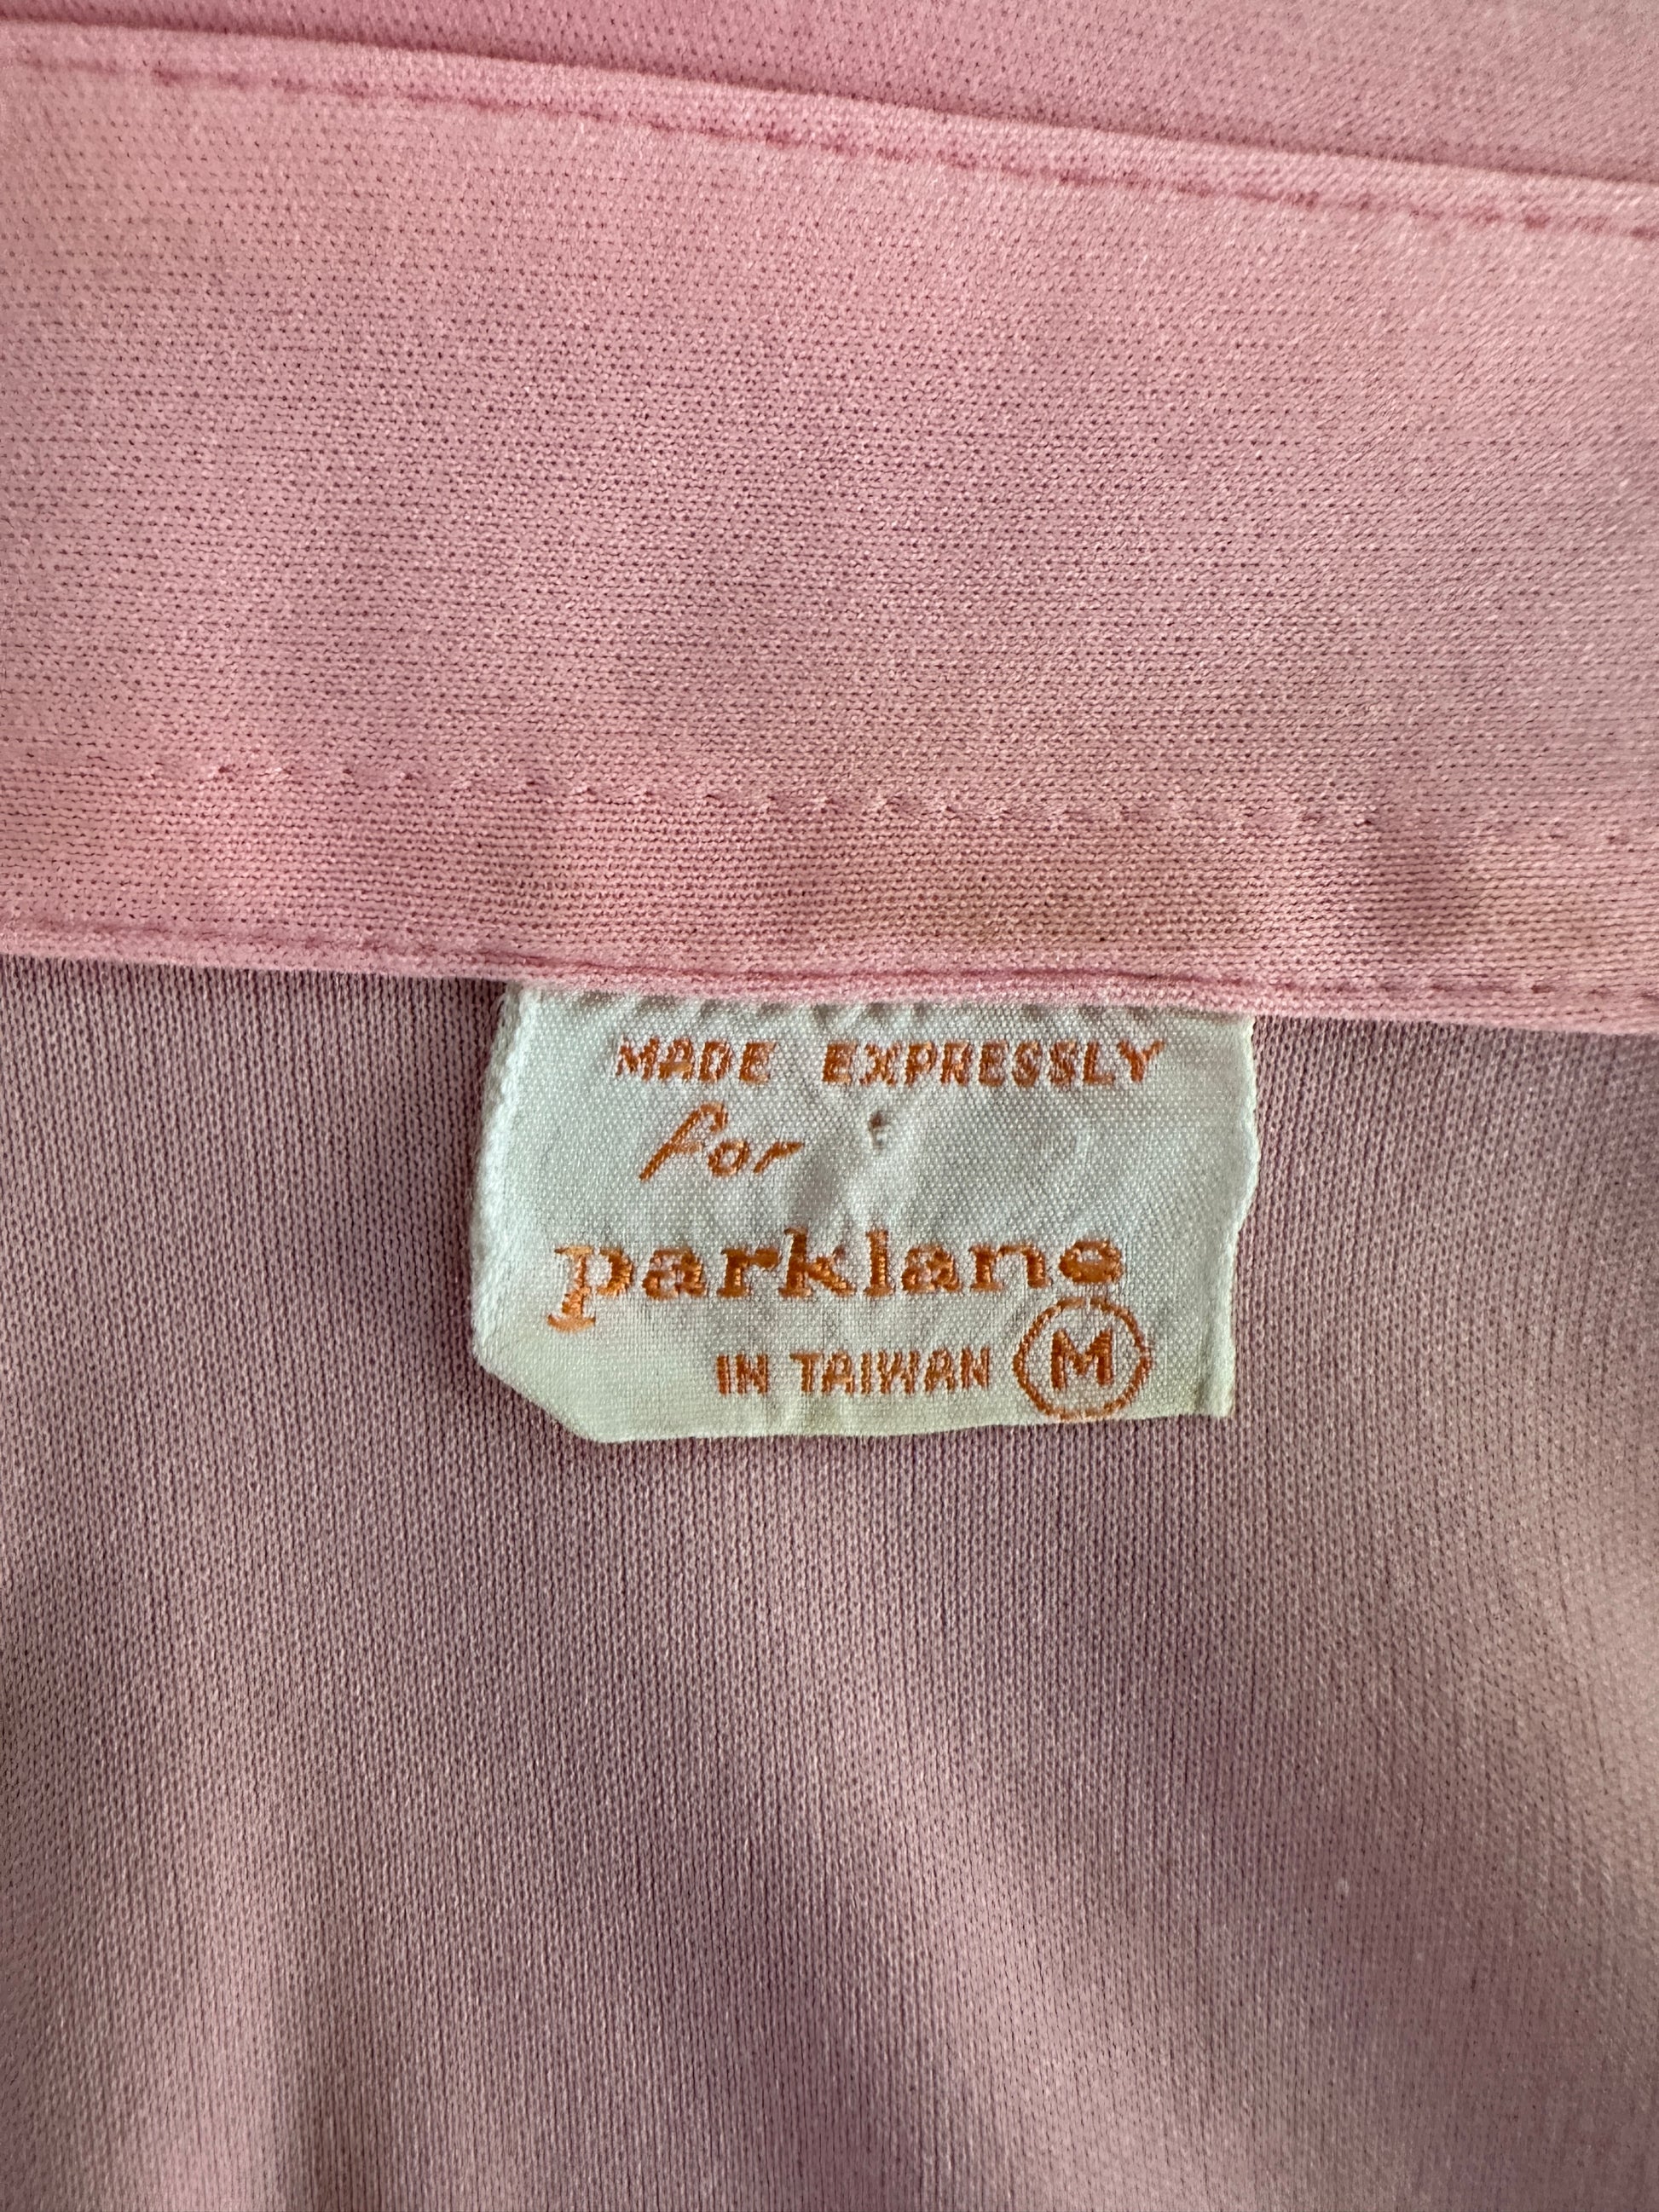 MADE EXPRESSLY
for
parklane
IN TAIWAN M